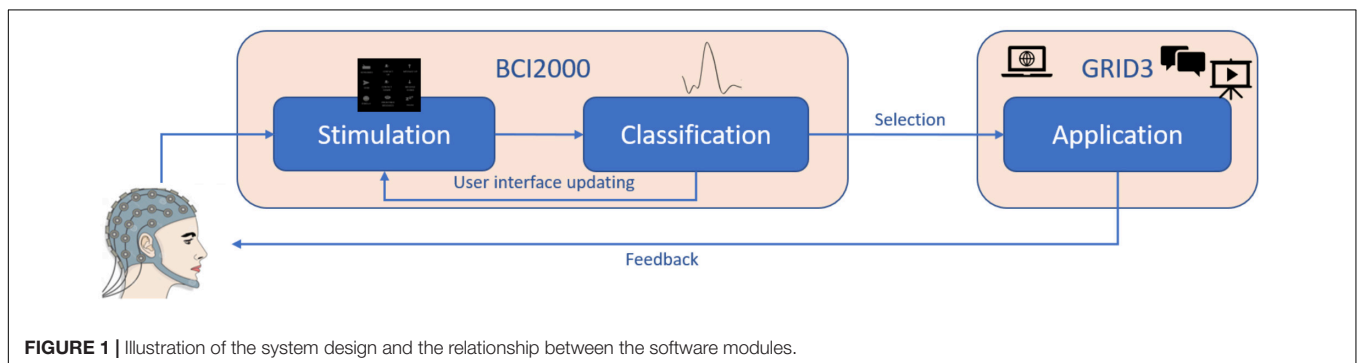 BCI2000
GRID3
Stimulation
Classification
Selection
Application
User interface updating
Feedback
FIGURE 1 | Illustration of the system design and the relationship between the software modules.